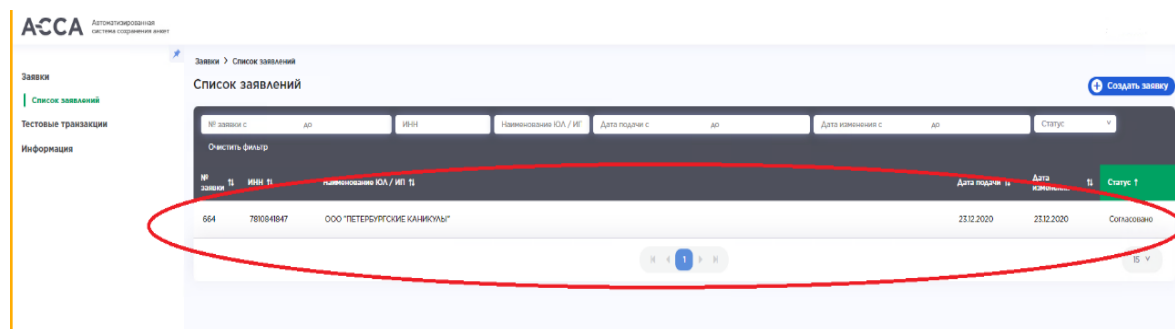 АССА Автоматизированная
система сохранения анкет
Заявки > Список заявлений
Заявки
Список заявлений
Список заявлений
Создать заявку
Тестовые транзакции
Информация
№ заявки с до ИНН Наименование ЮЛ / ИГ Дата подачи с до Дата изменения с до Статус
Очистить фильтр
№
заявки ИНН Наименование ЮЛ / ИП Дата подачи Дата
изменения Статус ↑
664 7810841847 ООО "ПЕТЕРБУРГСКИЕ КАНИКУЛЫ" 23.12.2020 23.12.2020 Согласовано
1 15